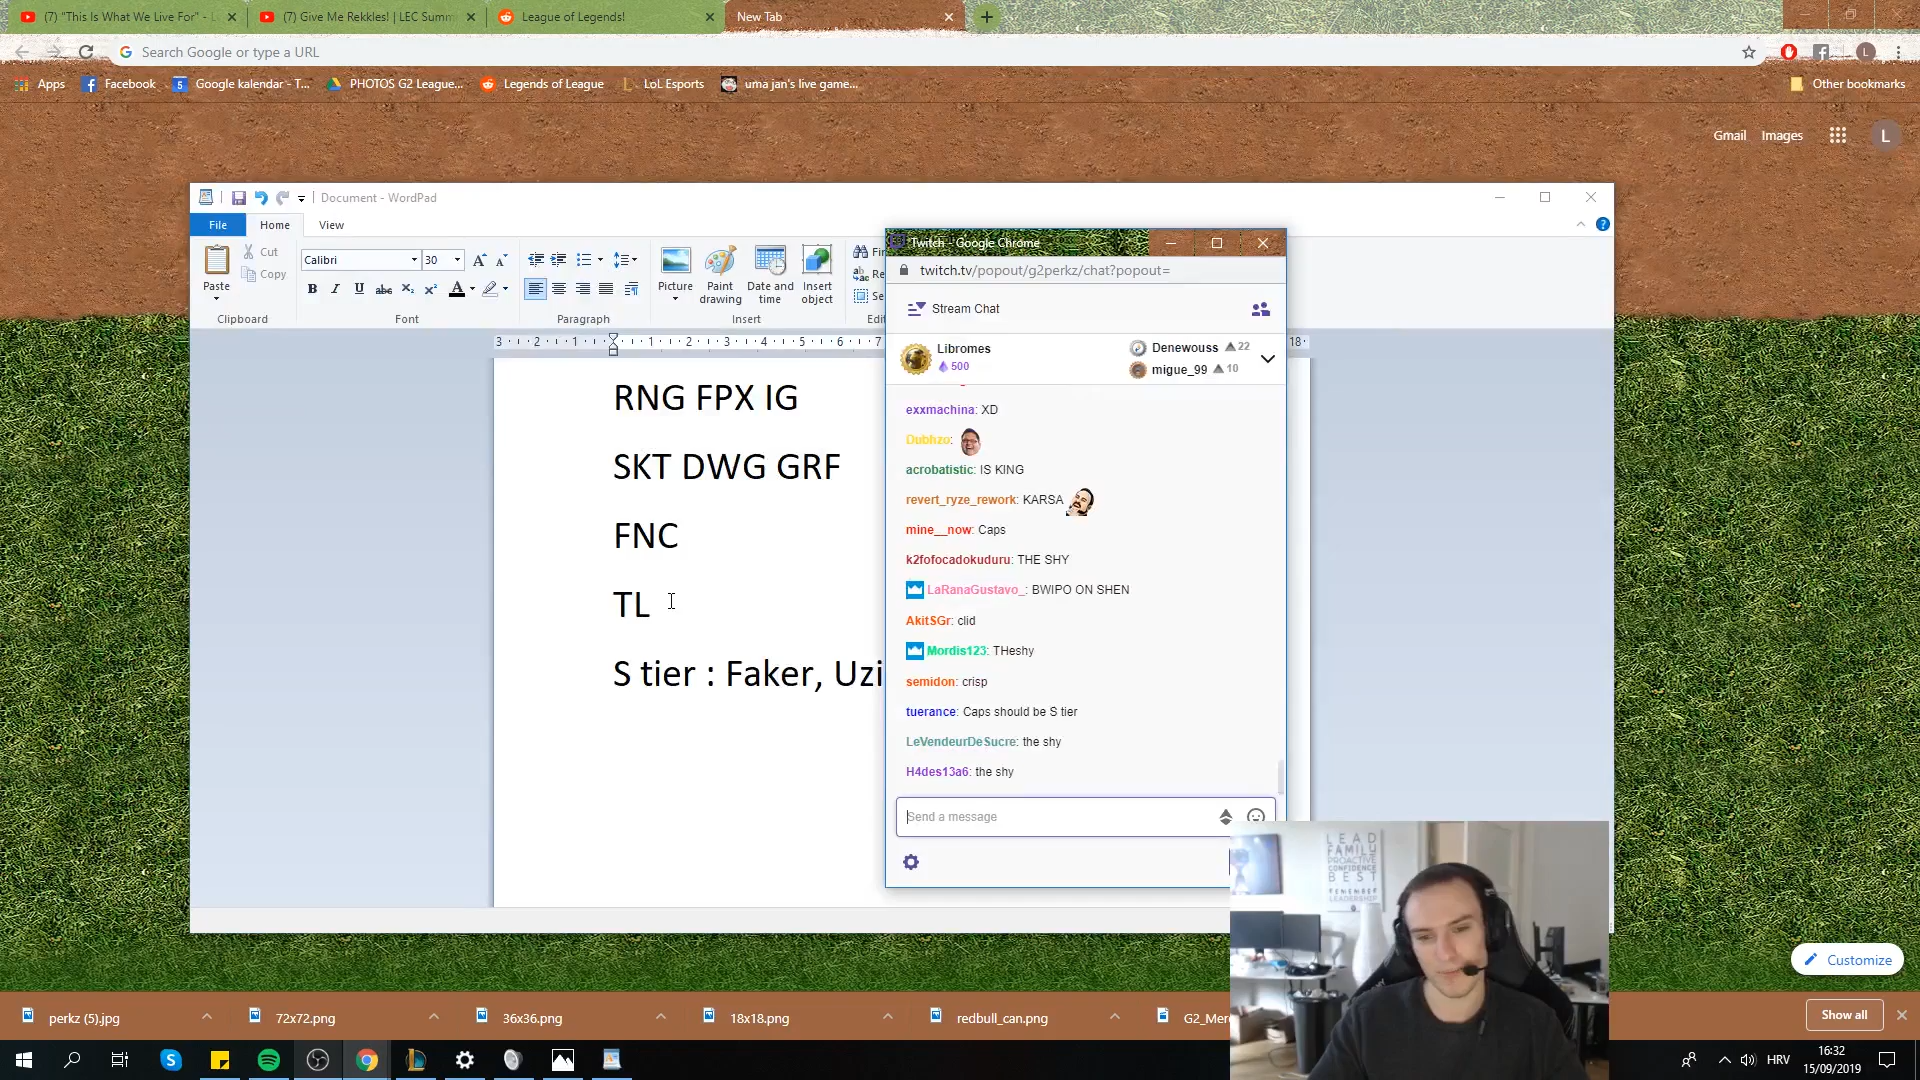 (7) "This Is What We Live For" - L
(7) Give Me Rekkles! | LEC Summ
League of Legends!
New Tab
Search Google or type a URL
Apps
Facebook
Google kalendar - T...
PHOTOS G2 League...
Legends of League
LoL Esports
uma jan's live game...
Other bookmarks
Gmail
Images
L
Document - WordPad
File
Home
View
Paste
Cut
Copy
Clipboard
Calibri
30
Font
Paragraph
Picture
Paint drawing
Date and time
Insert object
Insert
RNG FPX IG
SKT DWG GRF
FNC
TL
S tier : Faker, Uzi
Twitch - Google Chrome
twitch.tv/popout/g2perkz/chat?popout=
Stream Chat
Libromes
500
Denewouss 22
migue_99 10
exxmachina: XD
Dubhzo:
acrobatistic: IS KING
revert_ryze_rework: KARSA
mine__now: Caps
k2fofocadokuduru: THE SHY
LaRanaGustavo_: BWIPO ON SHEN
AkitSGr: clid
Mordis123: THeshy
semidon: crisp
tuerance: Caps should be S tier
LeVendeurDeSucre: the shy
H4des13a6: the shy
Send a message
LEAD
FAMILY
PROACTIVE
CONFIDENCE
BEST
LEADERSHIP
Customize
perkz (5).jpg
72x72.png
36x36.png
18x18.png
redbull_can.png
G2_Mer
Show all
HRV
16:32
15/09/2019